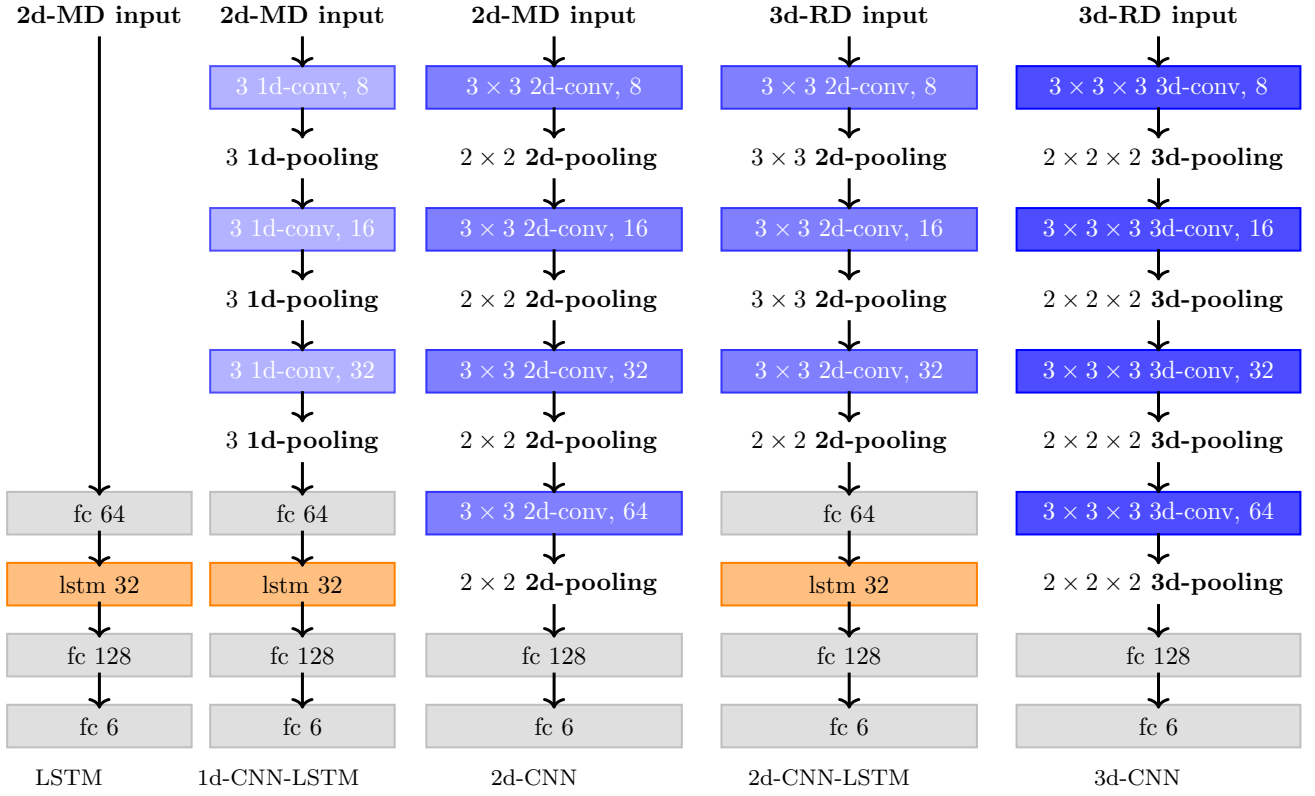 2d-MD input 2d-MD input 2d-MD input 3d-RD input 3d-RD input
3 1d-conv, 8 3 × 3 2d-conv, 8 3 × 3 2d-conv, 8 3 × 3 × 3 3d-conv, 8
3 1d-pooling 2 × 2 2d-pooling 3 × 3 2d-pooling 2 × 2 × 2 3d-pooling
3 1d-conv, 16 3 × 3 2d-conv, 16 3 × 3 2d-conv, 16 3 × 3 × 3 3d-conv, 16
3 1d-pooling 2 × 2 2d-pooling 3 × 3 2d-pooling 2 × 2 × 2 3d-pooling
3 1d-conv, 32 3 × 3 2d-conv, 32 3 × 3 2d-conv, 32 3 × 3 × 3 3d-conv, 32
3 1d-pooling 2 × 2 2d-pooling 2 × 2 2d-pooling 2 × 2 × 2 3d-pooling
fc 64 fc 64 3 × 3 2d-conv, 64 fc 64 3 × 3 × 3 3d-conv, 64
lstm 32 lstm 32 2 × 2 2d-pooling lstm 32 2 × 2 × 2 3d-pooling
fc 128 fc 128 fc 128 fc 128 fc 128
fc 6 fc 6 fc 6 fc 6 fc 6
LSTM 1d-CNN-LSTM 2d-CNN 2d-CNN-LSTM 3d-CNN